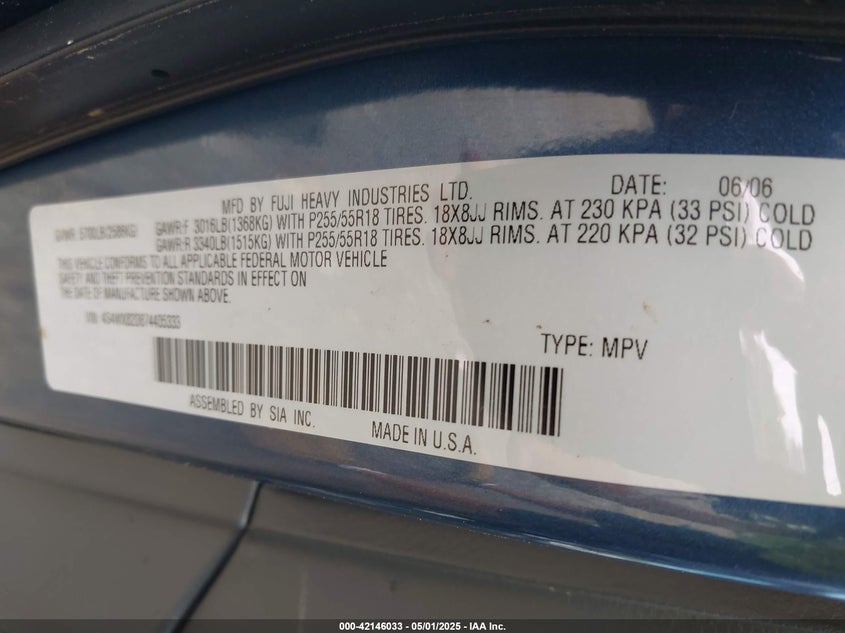 MFD BY FUJI HEAVY INDUSTRIES LTD. DATE: 06/06
GVWR: 5700LB(2586KG) GAWR:F 3016LB(1368KG) WITH P255/55R18 TIRES. 18X8JJ RIMS. AT 230 KPA (33 PSI) COLD
GAWR:R 3340LB(1515KG) WITH P255/55R18 TIRES. 18X8JJ RIMS. AT 220 KPA (32 PSI) COLD
THIS VEHICLE CONFORMS TO ALL APPLICABLE FEDERAL MOTOR VEHICLE
SAFETY AND THEFT PREVENTION STANDARDS IN EFFECT ON
THE DATE OF MANUFACTURE SHOWN ABOVE.
VIN:
TYPE: MPV
ASSEMBLED BY SIA INC. MADE IN U.S.A.
000-42146033 - 05/01/2025 - IAA Inc.